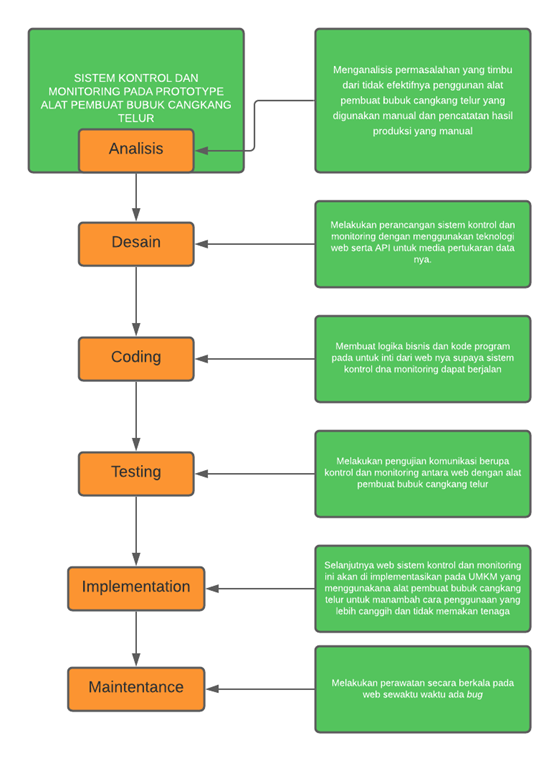 SISTEM KONTROL DAN
MONITORING PADA PROTOTYPE
ALAT PEMBUAT BUBUK CANGKANG
TELUR
Analisis
Menganalisis permasalahan yang timbu
dari tidak efektifnya penggunan alat
pembuat bubuk cangkang telur yang
digunakan manual dan pencatatan hasil
produksi yang manual
Desain
Melakukan perancangan sistem kontrol dan
monitoring dengan menggunakan teknologi
web serta API untuk media pertukaran data
nya.
Coding
Membuat logika bisnis dan kode program
pada untuk inti dari web nya supaya sistem
kontrol dna monitoring dapat berjalan
Testing
Melakukan pengujian komunikasi berupa
kontrol dan monitoring antara web dengan alat
pembuat bubuk cangkang telur
Implementation
Selanjutnya web sistem kontrol dan monitoring
ini akan di implementasikan pada UMKM yang
menggunakana alat pembuat bubuk cangkang
telur untuk manambah cara penggunaan yang
lebih canggih dan tidak memakan tenaga
Maintentance
Melakukan perawatan secara berkala pada
web sewaktu waktu ada bug